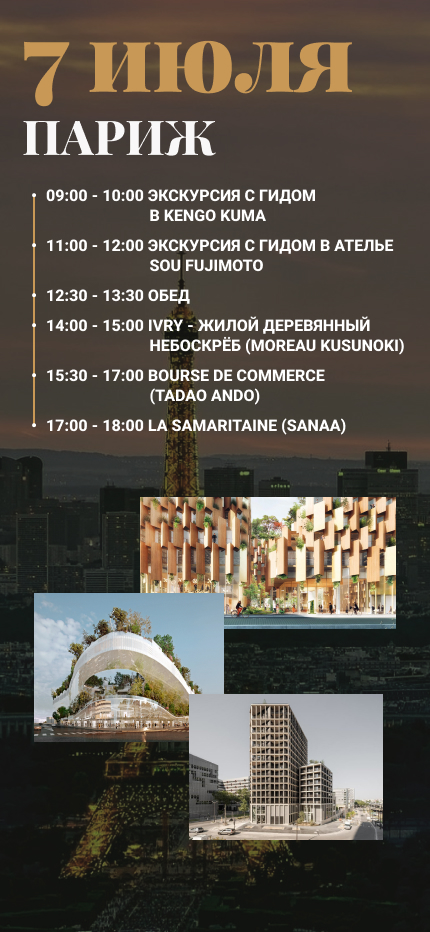 7 ИЮЛЯ
ПАРИЖ
09:00 - 10:00 ЭКСКУРСИЯ С ГИДОМ
В KENGO KUMA
11:00 - 12:00 ЭКСКУРСИЯ С ГИДОМ В АТЕЛЬЕ
SOU FUJIMOTO
12:30 - 13:30 ОБЕД
14:00 - 15:00 IVRY - ЖИЛОЙ ДЕРЕВЯННЫЙ
НЕБОСКРЁБ (MOREAU KUSUNOKI)
15:30 - 17:00 BOURSE DE COMMERCE
(TADAO ANDO)
17:00 - 18:00 LA SAMARITAINE (SANAA)